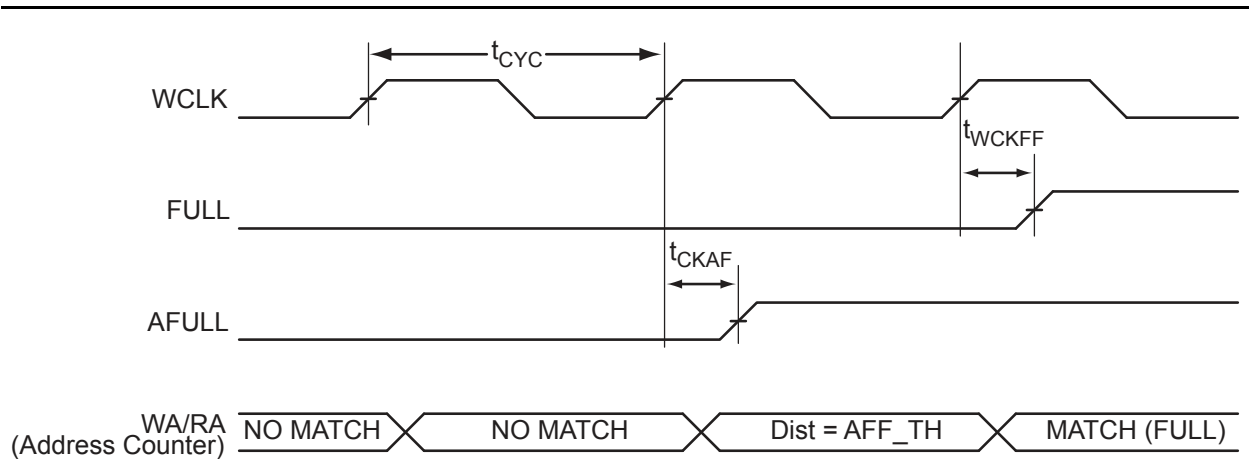 tCYC
WCLK
tWCKFF
FULL
tCKAF
AFULL
WA/RA
(Address Counter)
NO MATCH
NO MATCH
Dist = AFF_TH
MATCH (FULL)